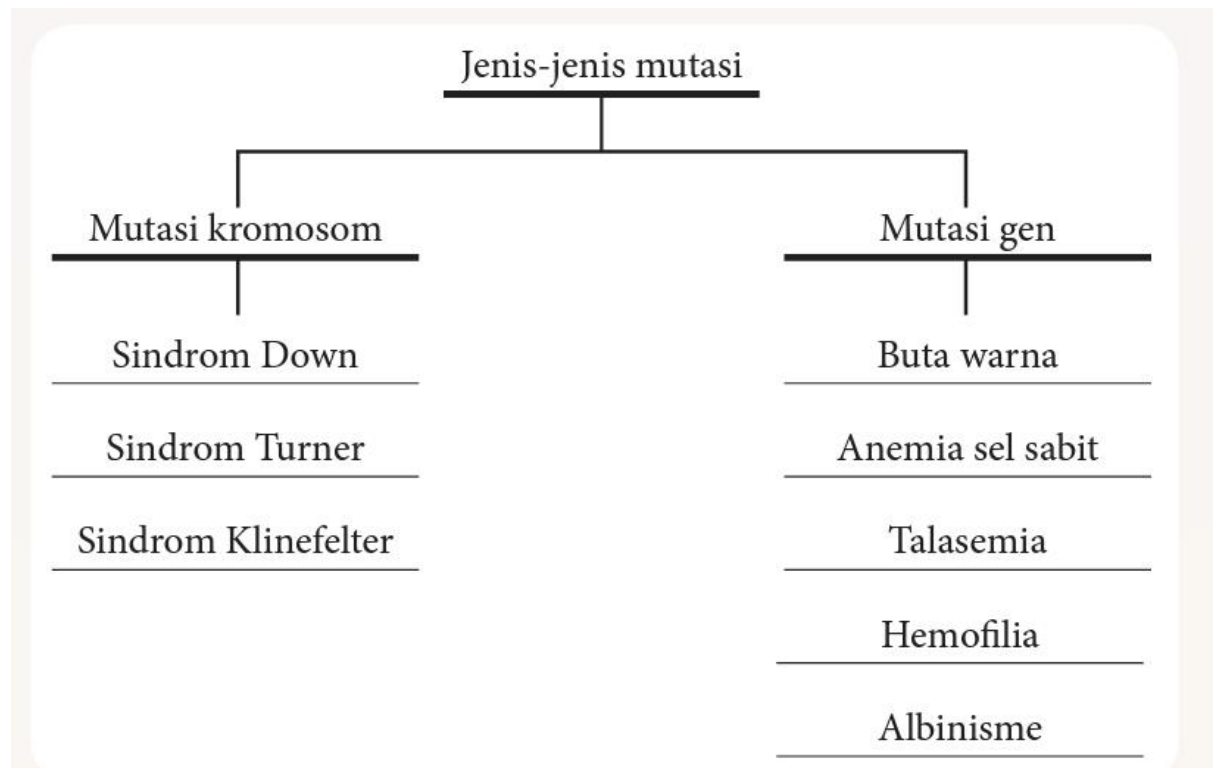 Jenis-jenis mutasi
Mutasi kromosom
Sindrom Down
Sindrom Turner
Sindrom Klinefelter
Mutasi gen
Buta warna
Anemia sel sabit
Talasemia
Hemofilia
Albinisme